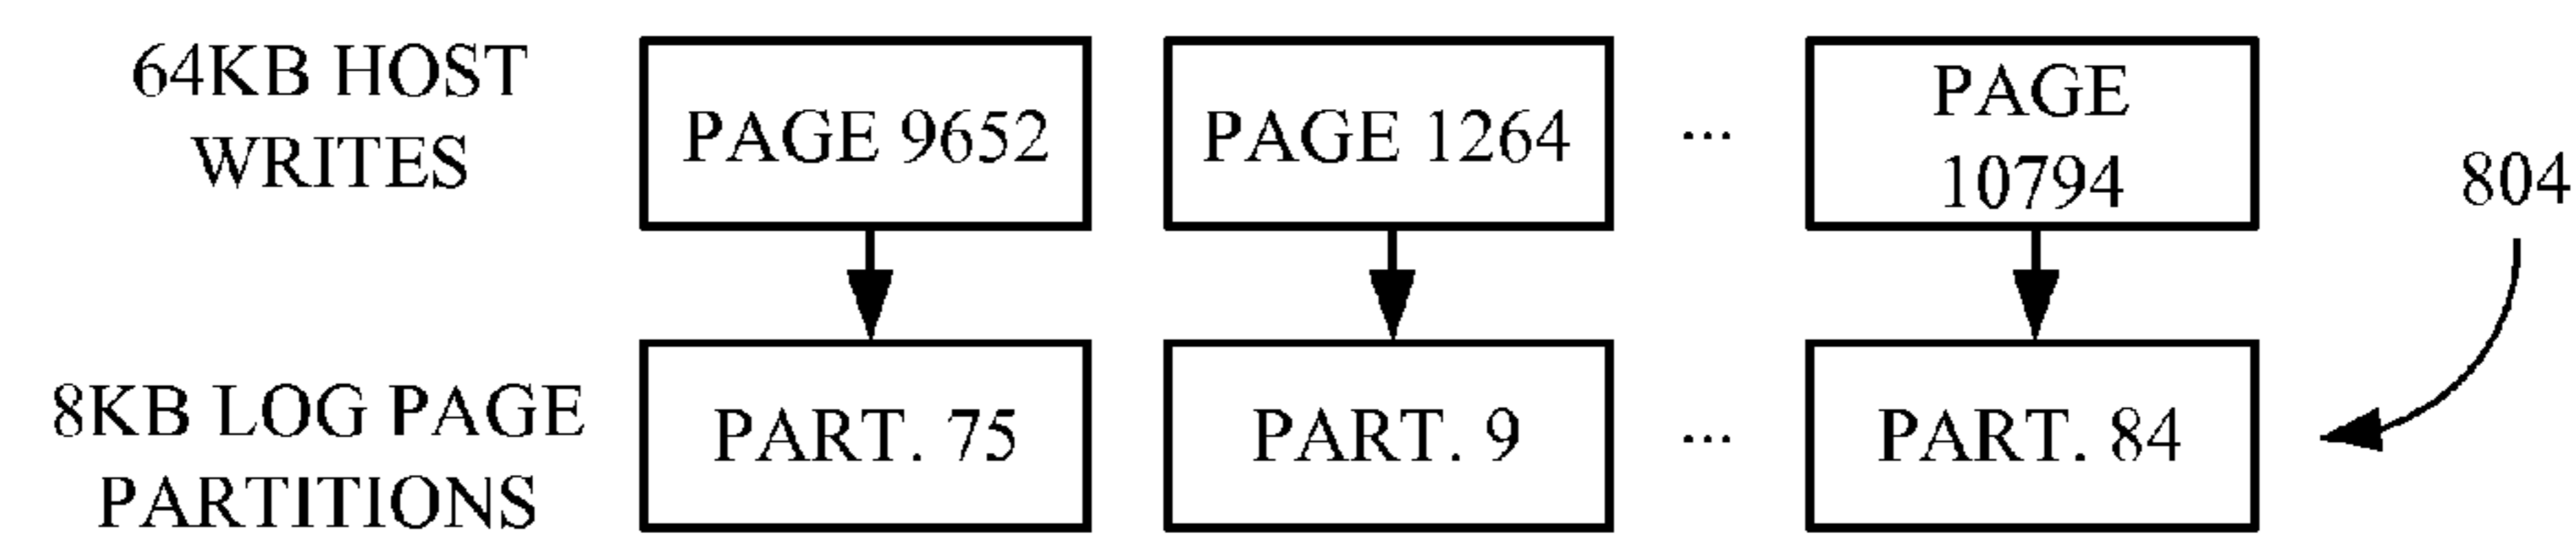 64KB HOST
WRITES
PAGE 9652
PAGE 1264
...
PAGE
10794
804
8KB LOG PAGE
PARTITIONS
PART. 75
PART. 9
...
PART. 84